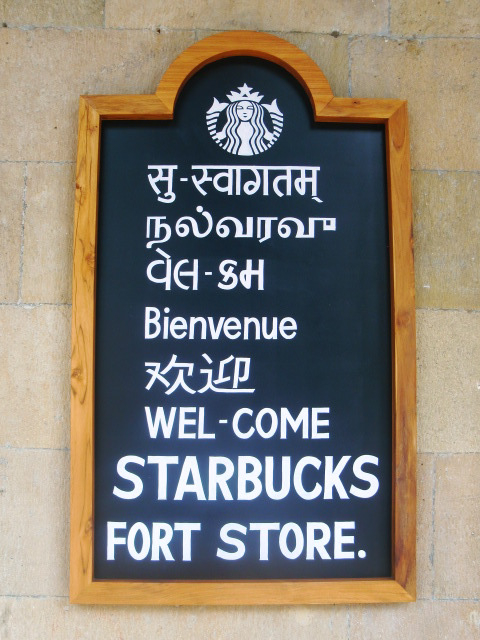 सु-स्वागतम्
நல்வரவு
વેલ-કમ
Bienvenue
欢迎
WEL-COME
STARBUCKS
FORT STORE.